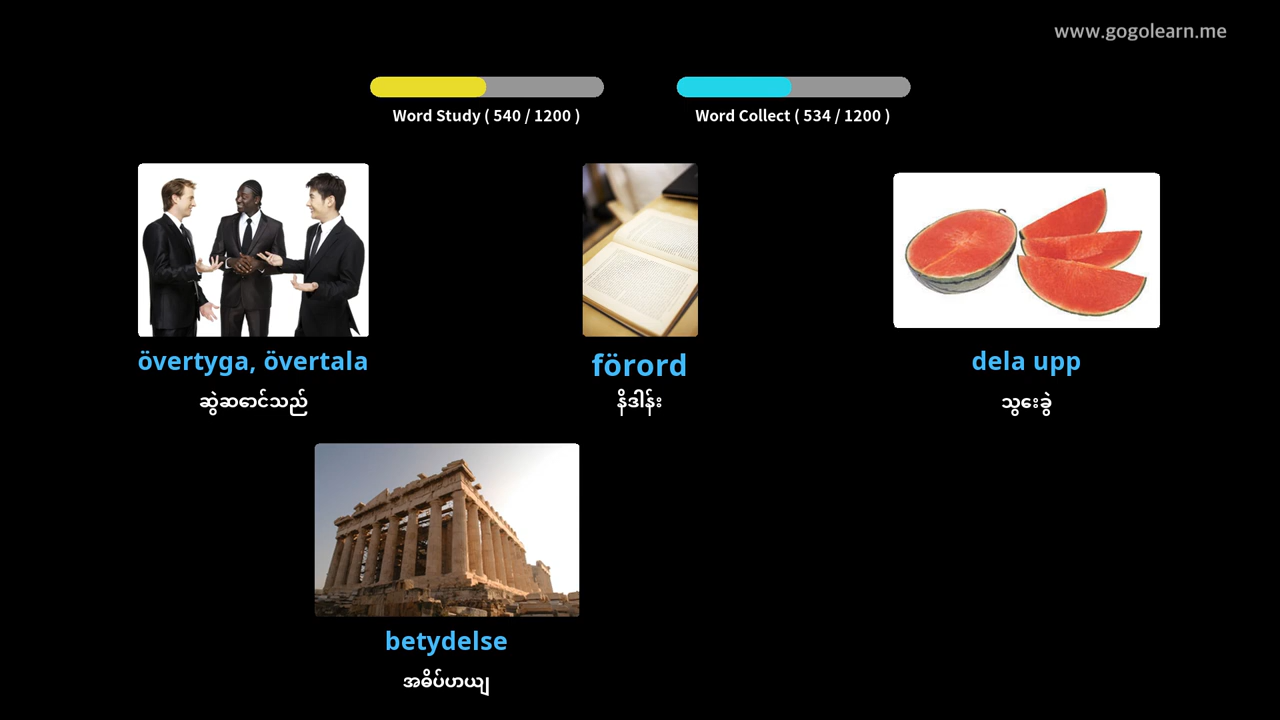 www.gogolearn.me
Word Study ( 540 / 1200 )
Word Collect ( 534 / 1200 )
övertyga, övertala
ဆွဲဆောင်သည်
förord
နိဒါန်း
dela upp
သွေးခွဲ
betydelse
အဓိပ်ဟယျ